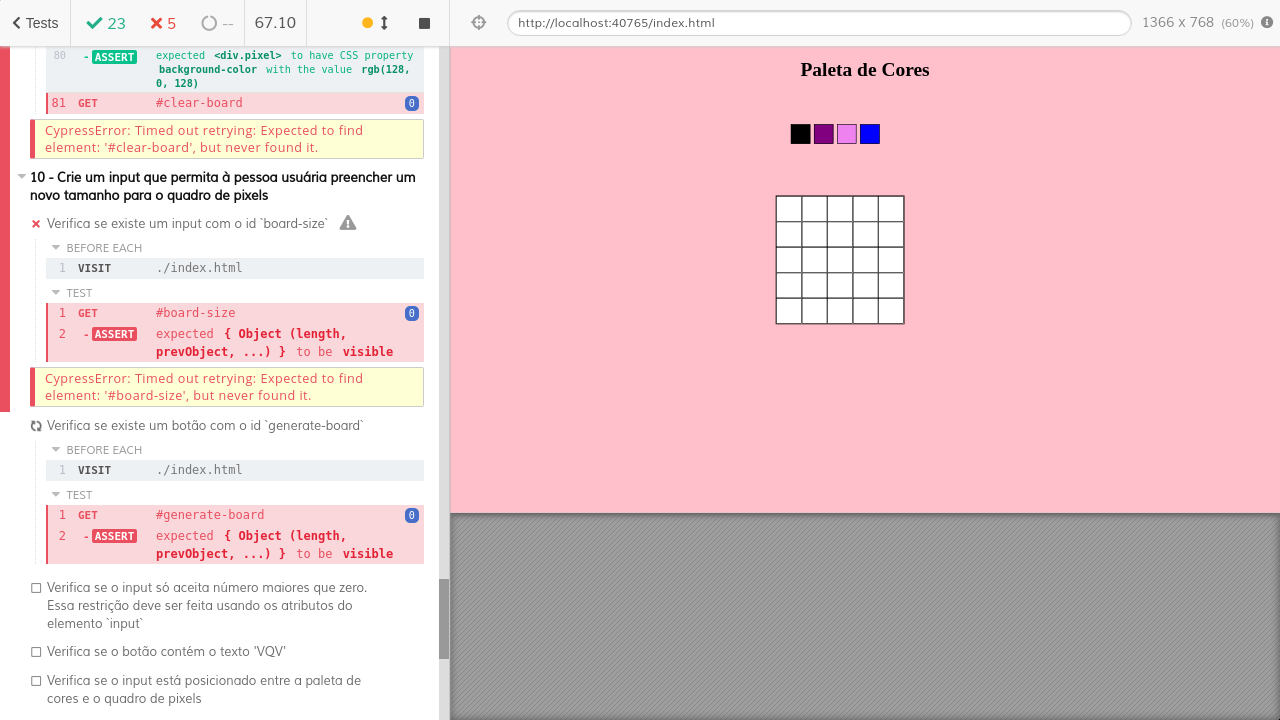 Tests 23 5 -- 67.10
http://localhost:40765/index.html 1366 x 768 (60%)
80 - ASSERT expected <div.pixel> to have CSS property
background-color with the value rgb(128,
0, 128)
81 GET #clear-board 0
CypressError: Timed out retrying: Expected to find
element: '#clear-board', but never found it.
10 - Crie um input que permita à pessoa usuária preencher um
novo tamanho para o quadro de pixels
Verifica se existe um input com o id `board-size`
BEFORE EACH
1 VISIT ./index.html
TEST
1 GET #board-size 0
2 - ASSERT expected { Object (length,
prevObject, ...) } to be visible
CypressError: Timed out retrying: Expected to find
element: '#board-size', but never found it.
Verifica se existe um botão com o id `generate-board`
BEFORE EACH
1 VISIT ./index.html
TEST
1 GET #generate-board 0
2 - ASSERT expected { Object (length,
prevObject, ...) } to be visible
Verifica se o input só aceita número maiores que zero.
Essa restrição deve ser feita usando os atributos do
elemento `input`
Verifica se o botão contém o texto 'VQV'
Verifica se o input está posicionado entre a paleta de
cores e o quadro de pixels
Paleta de Cores